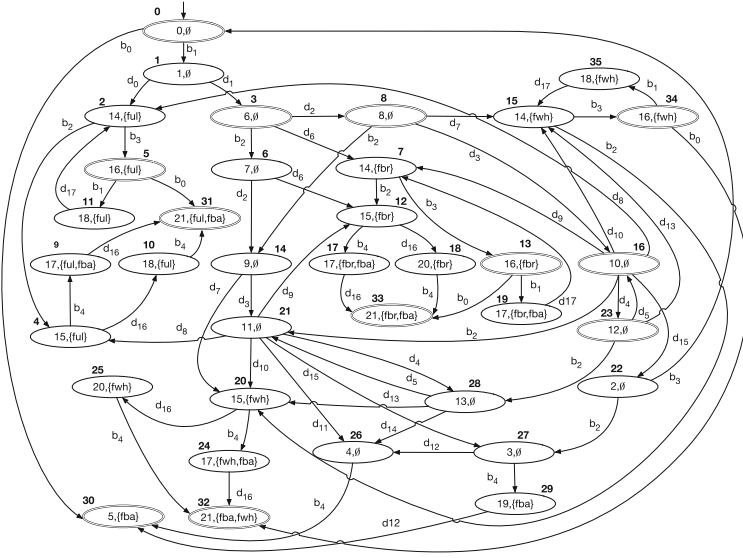 0
0,∅
b0
b1
1
1,∅
35
18,{fwh}
d0
d1
d17
b1
2
14,{ful}
3
6,∅
d2
8
8,∅
d7
15
14,{fwh}
b3
34
16,{fwh}
b2
b3
b2
d6
b2
d3
b2
b0
5
16,{ful}
6
7,∅
d6
7
14,{fbr}
d8
d17
b1
b0
d2
b2
b3
d9
d10
d13
11
18,{ful}
31
21,{ful,fba}
12
15,{fbr}
9
17,{ful,fba}
d16
10
18,{ful}
b4
14
9,∅
17
17,{fbr,fba}
b4
d16
18
20,{fbr}
13
16,{fbr}
16
10,∅
b4
d16
d7
d3
d9
d16
b4
b0
b1
19
17,{fbr,fba}
d17
d4
d5
33
21,{fbr,fba}
4
15,{ful}
d8
21
11,∅
b2
23
12,∅
d15
d10
d15
d4
d5
b2
25
20,{fwh}
d16
20
15,{fwh}
d13
28
13,∅
22
2,∅
b3
b4
b4
d11
d14
b2
24
17,{fwh,fba}
26
4,∅
d12
27
3,∅
d16
b4
b4
30
5,{fba}
32
21,{fba,fwh}
29
19,{fba}
d12